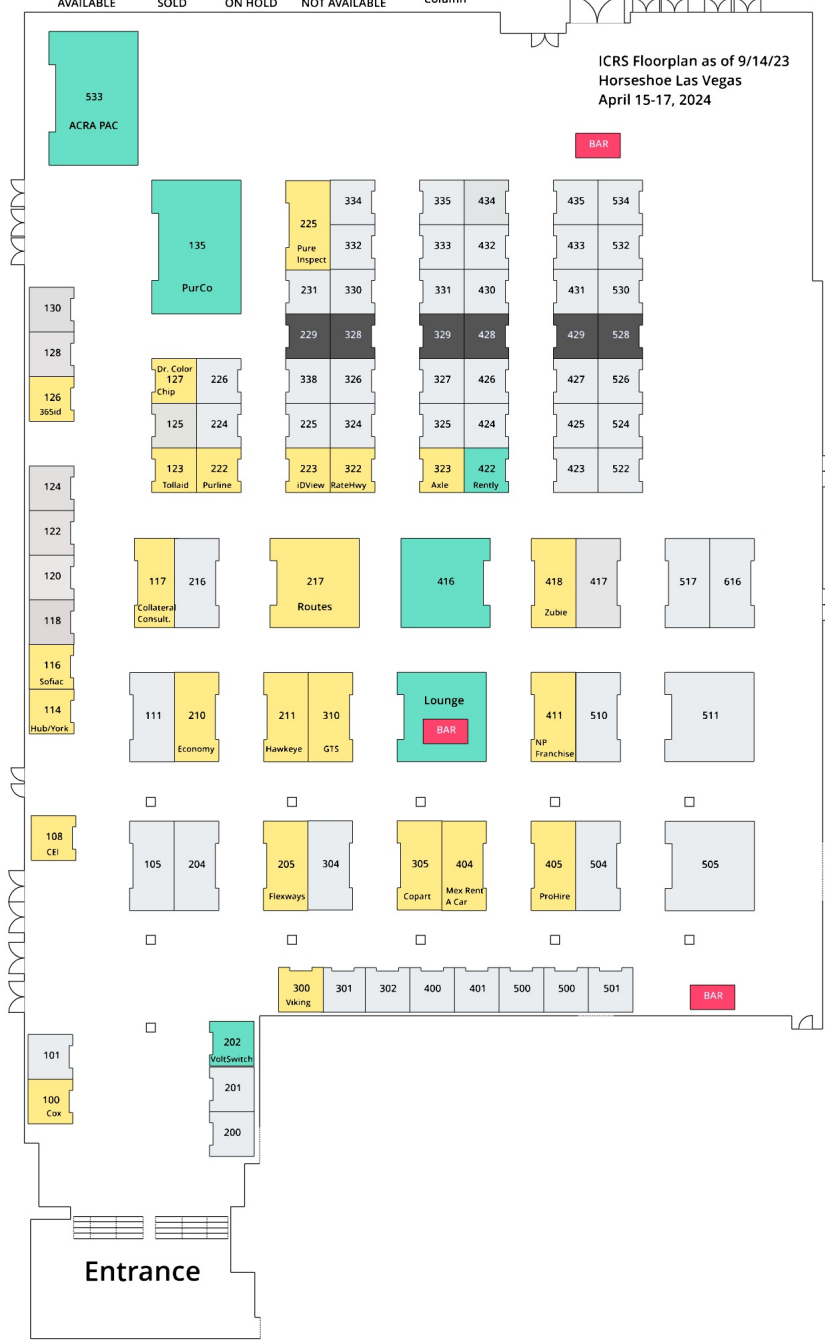 AVAILABLE SOLD ON HOLD NOT AVAILABLE Column
ICRS Floorplan as of 9/14/23
Horseshoe Las Vegas
April 15-17, 2024
533
ACRA PAC
BAR
135
PurCo
225
Pure
Inspect
334
332
231 330
229 328
338 326
225 324
223 322
iDView RateHwy
335 434
333 432
331 430
329 428
327 426
325 424
323 422
Axle Rently
435 534
433 532
431 530
429 528
427 526
425 524
423 522
130
128
126
365id
Dr. Color
127 226
Chip
125 224
123 222
Tollaid Purline
124
122
120
118
116
Sofiac
114
Hub/York
117 216
Collateral
Consult.
217
Routes
416
418 417
Zubie
517 616
111 210
Economy
211 310
Hawkeye GTS
Lounge
BAR
411 510
NP
Franchise
511
108
CEI
105 204
205 304
Flexways
305 404
Copart Mex Rent
A Car
405 504
ProHire
505
300 301 302 400 401 500 500 501
Viking
BAR
101
100
Cox
202
VoltSwitch
201
200
Entrance